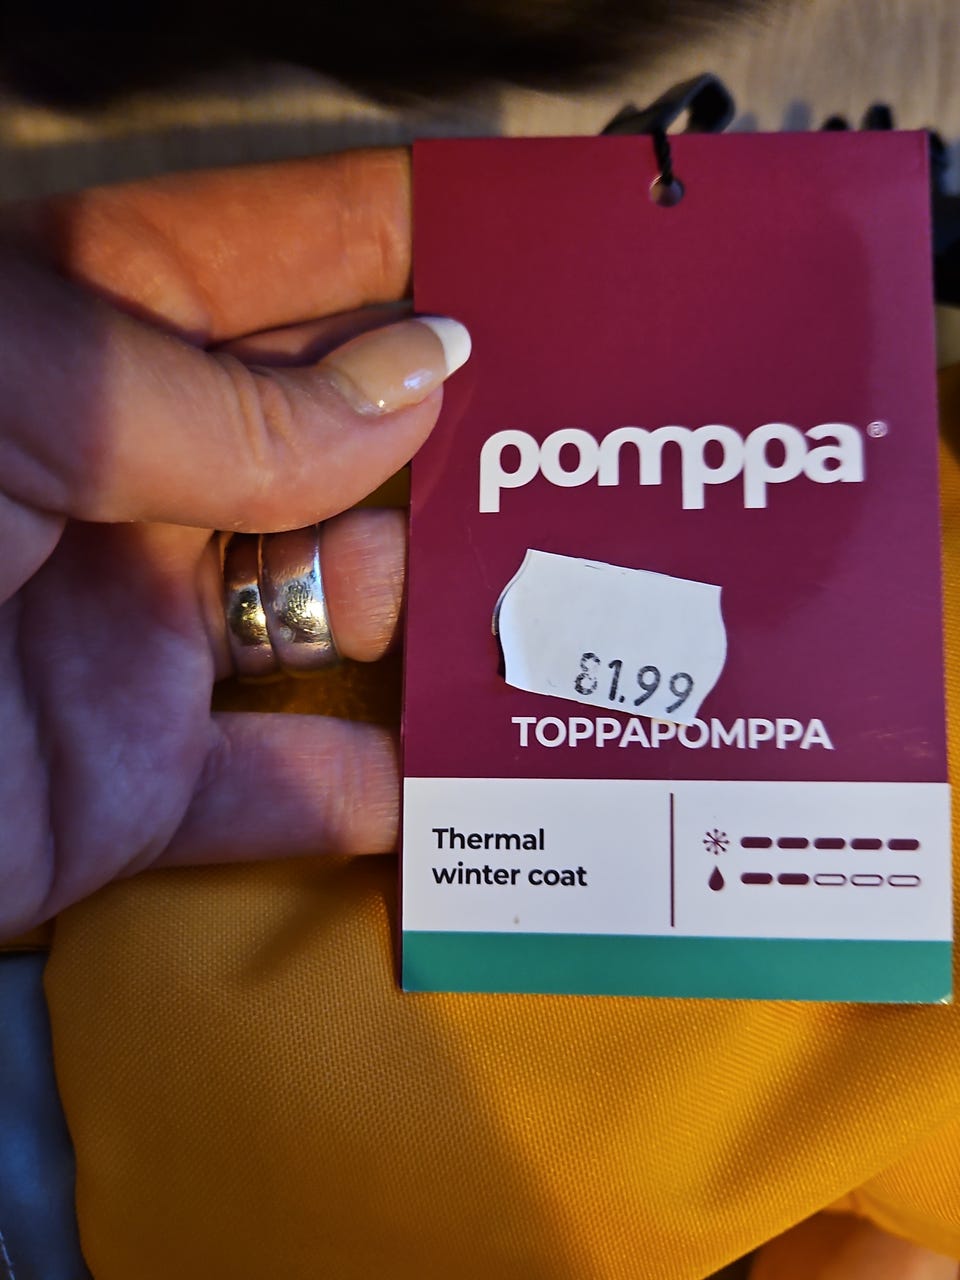 pomppa®
81.99
TOPPAPOMPPA
Thermal
winter coat